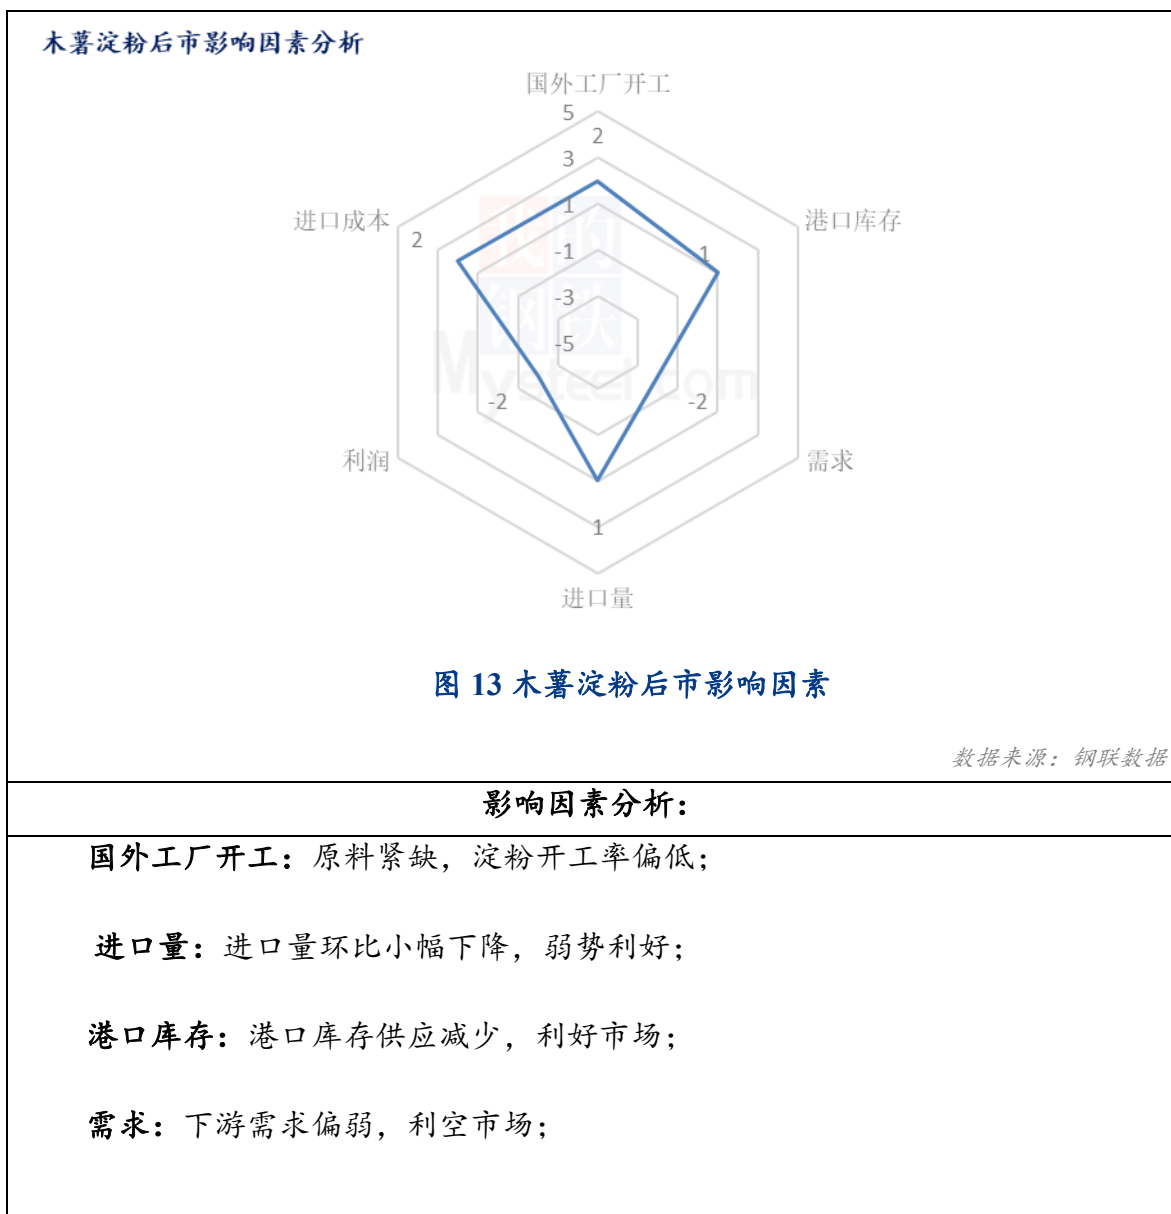 木薯淀粉后市影响因素分析
国外工厂开工
5
2
3
1
-1
-3
-5
进口成本
2
港口库存
1
我的
钢铁
Mysteel.com
-2
-2
利润
需求
1
进口量
图 13 木薯淀粉后市影响因素
数据来源：钢联数据
影响因素分析：
国外工厂开工：原料紧缺，淀粉开工率偏低；
进口量：进口量环比小幅下降，弱势利好；
港口库存：港口库存供应减少，利好市场；
需求：下游需求偏弱，利空市场；